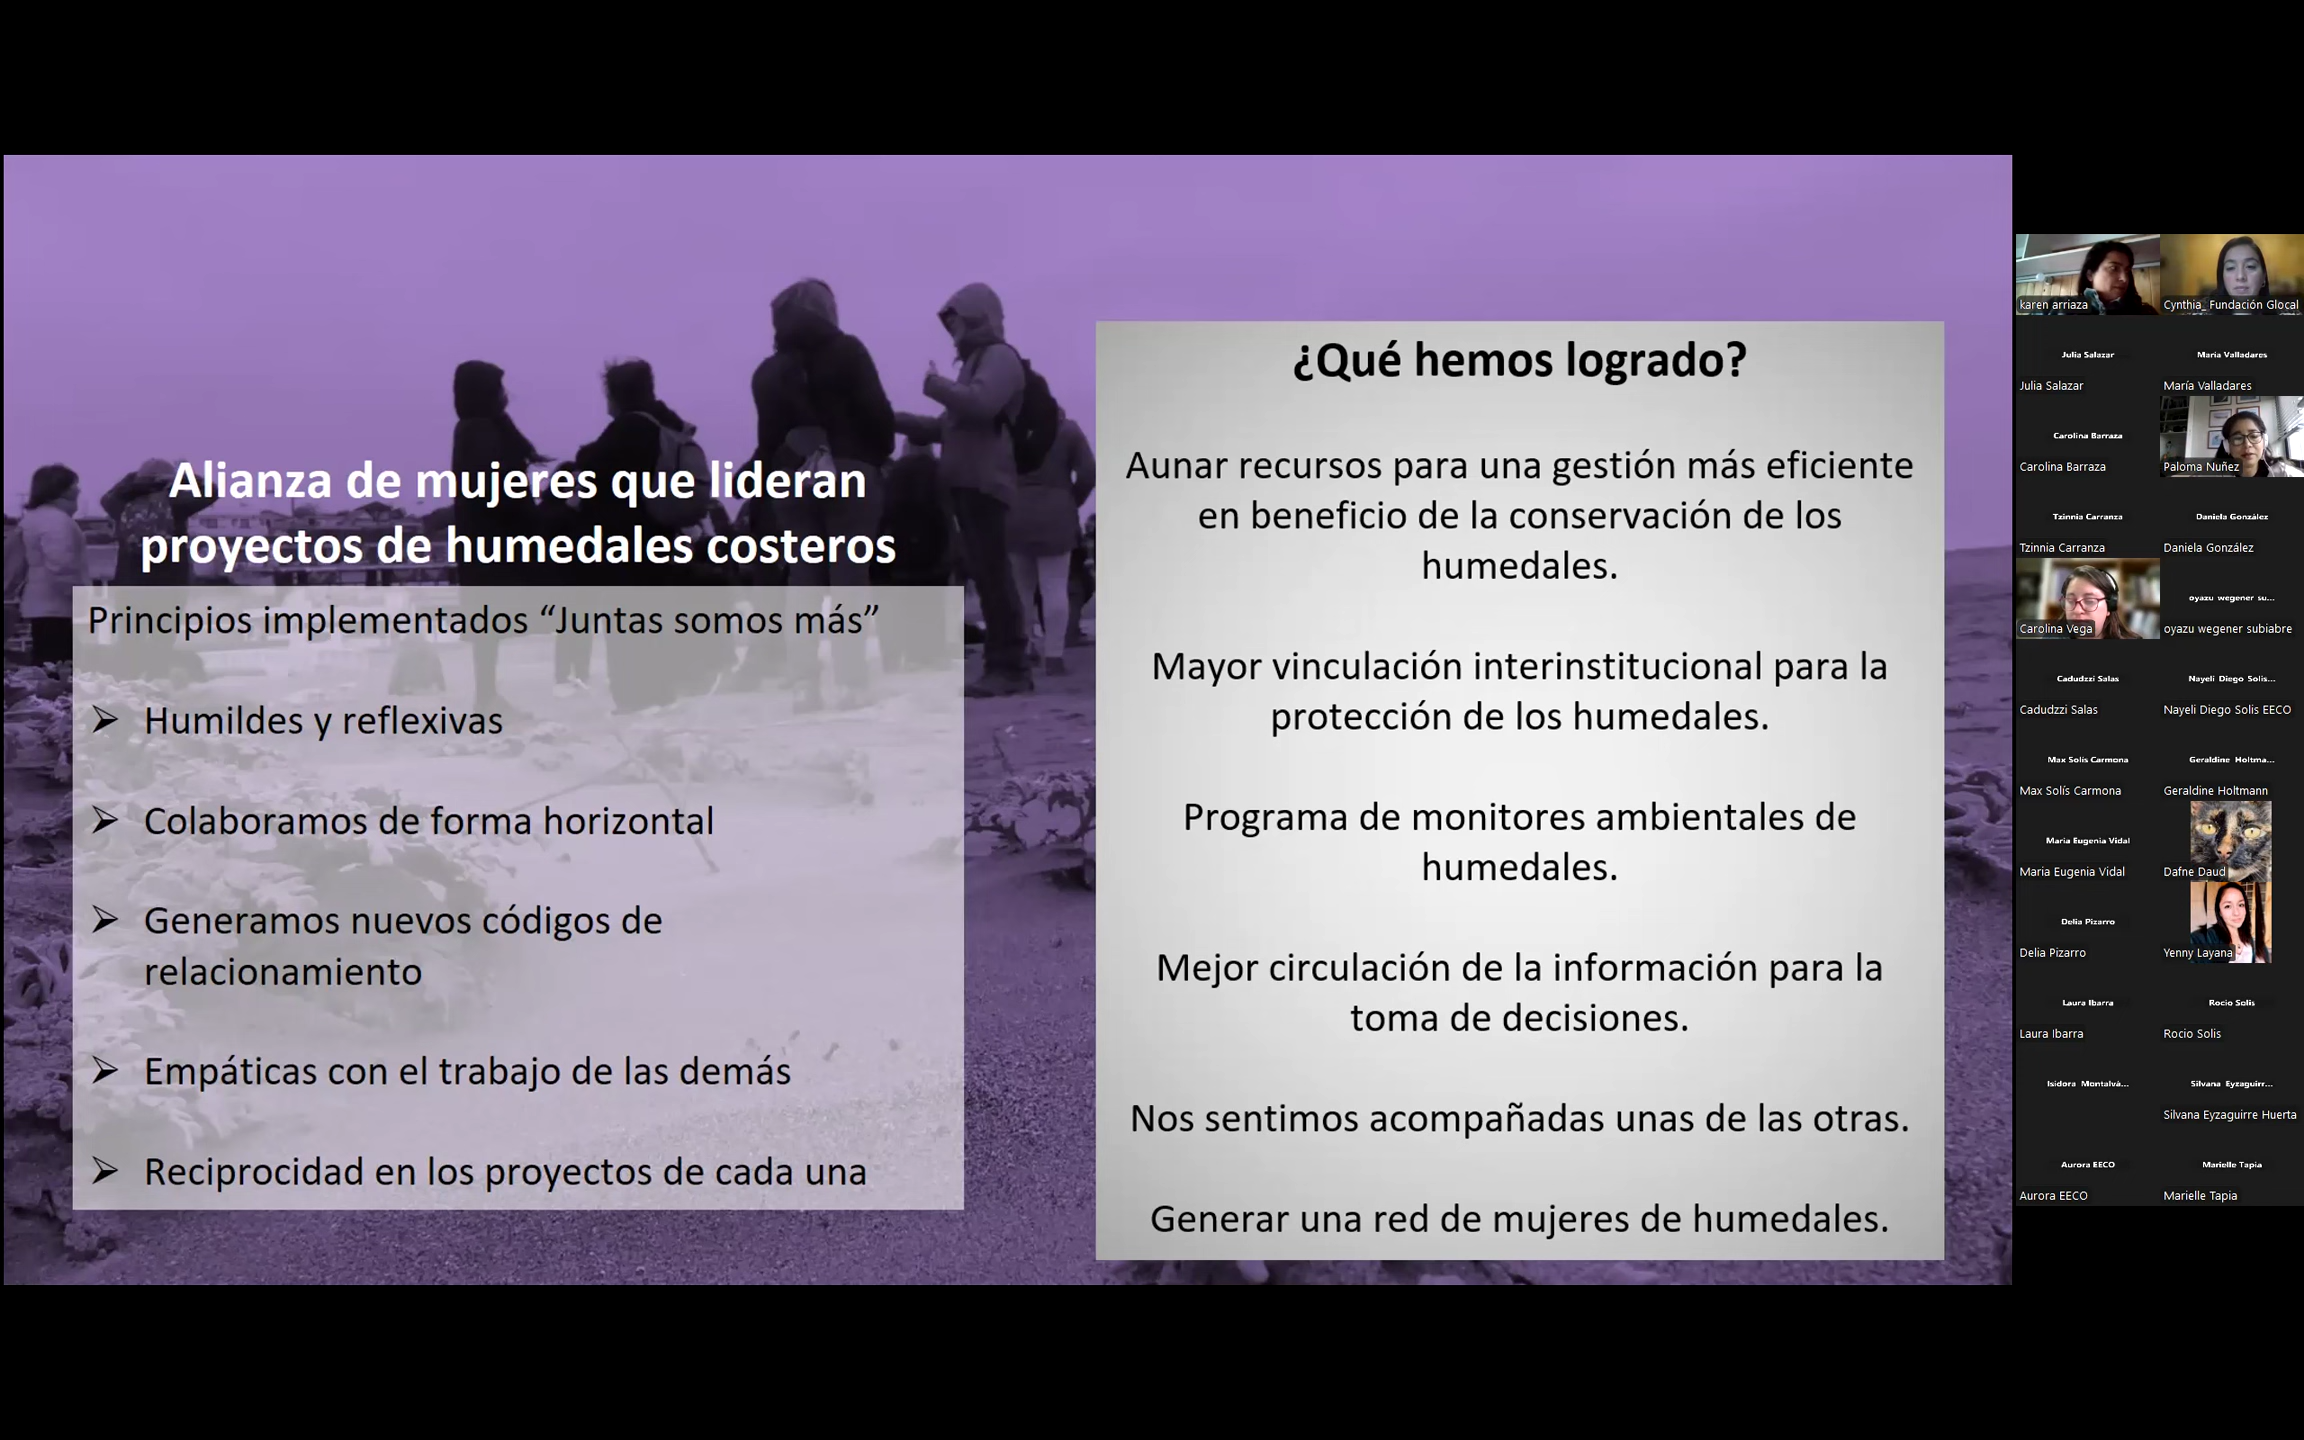 Alianza de mujeres que lideran
proyectos de humedales costeros
Principios implementados “Juntas somos más”
➢ Humildes y reflexivas
➢ Colaboramos de forma horizontal
➢ Generamos nuevos códigos de
relacionamiento
➢ Empáticas con el trabajo de las demás
➢ Reciprocidad en los proyectos de cada una
¿Qué hemos logrado?
Aunar recursos para una gestión más eficiente
en beneficio de la conservación de los
humedales.
Mayor vinculación interinstitucional para la
protección de los humedales.
Programa de monitores ambientales de
humedales.
Mejor circulación de la información para la
toma de decisiones.
Nos sentimos acompañadas unas de las otras.
Generar una red de mujeres de humedales.
karen arriaza
Cynthia_ Fundación Glocal
Julia Salazar
María Valladares
Julia Salazar
María Valladares
Carolina Barraza
Carolina Barraza
Paloma Nuñez
Tzinnia Carranza
Daniela González
Tzinnia Carranza
Daniela González
oyazu wegener su...
Carolina Vega
oyazu wegener subiabre
Cadudzzi Salas
Nayeli Diego Solis...
Cadudzzi Salas
Nayeli Diego Solis EECO
Max Solís Carmona
Geraldine Holtma...
Max Solís Carmona
Geraldine Holtmann
Maria Eugenia Vidal
Maria Eugenia Vidal
Dafne Daud
Delia Pizarro
Delia Pizarro
Yenny Layana
Laura Ibarra
Rocio Solis
Laura Ibarra
Rocio Solis
Isidora Montalvá...
Silvana Eyzaguirr...
Silvana Eyzaguirre Huerta
Aurora EECO
Marielle Tapia
Aurora EECO
Marielle Tapia